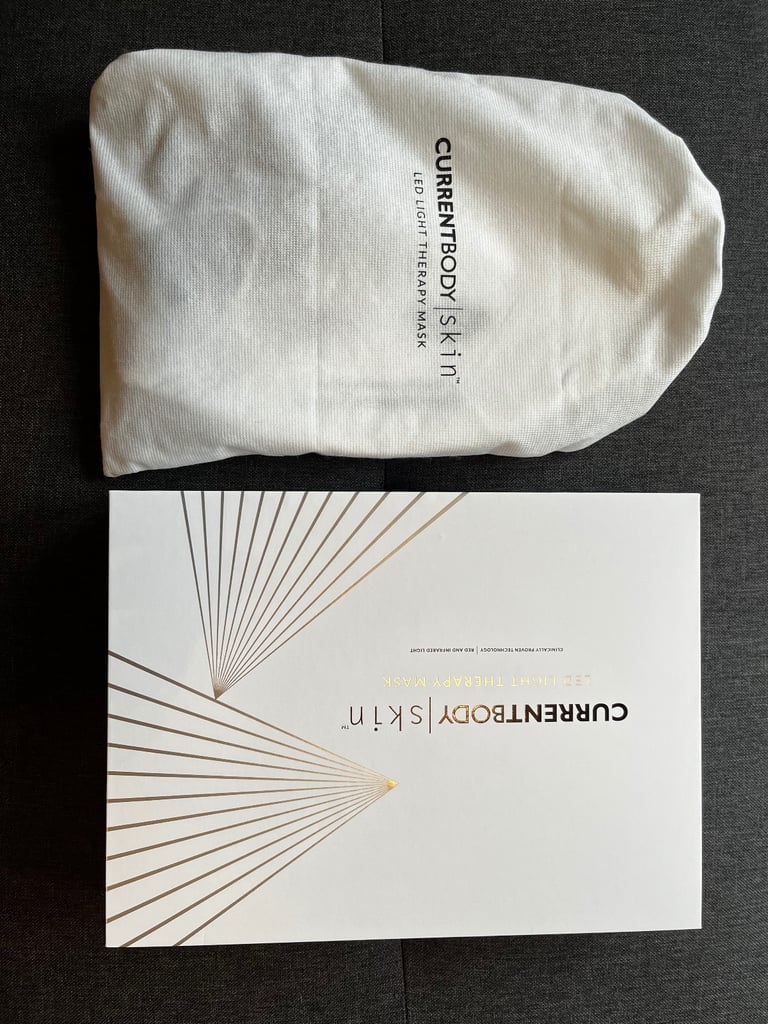 CURRENTBODY|skin™
LED LIGHT THERAPY MASK
CURRENTBODY|skin™
LED LIGHT THERAPY MASK
CLINICALLY PROVEN TECHNOLOGY | RED AND INFRARED LIGHT